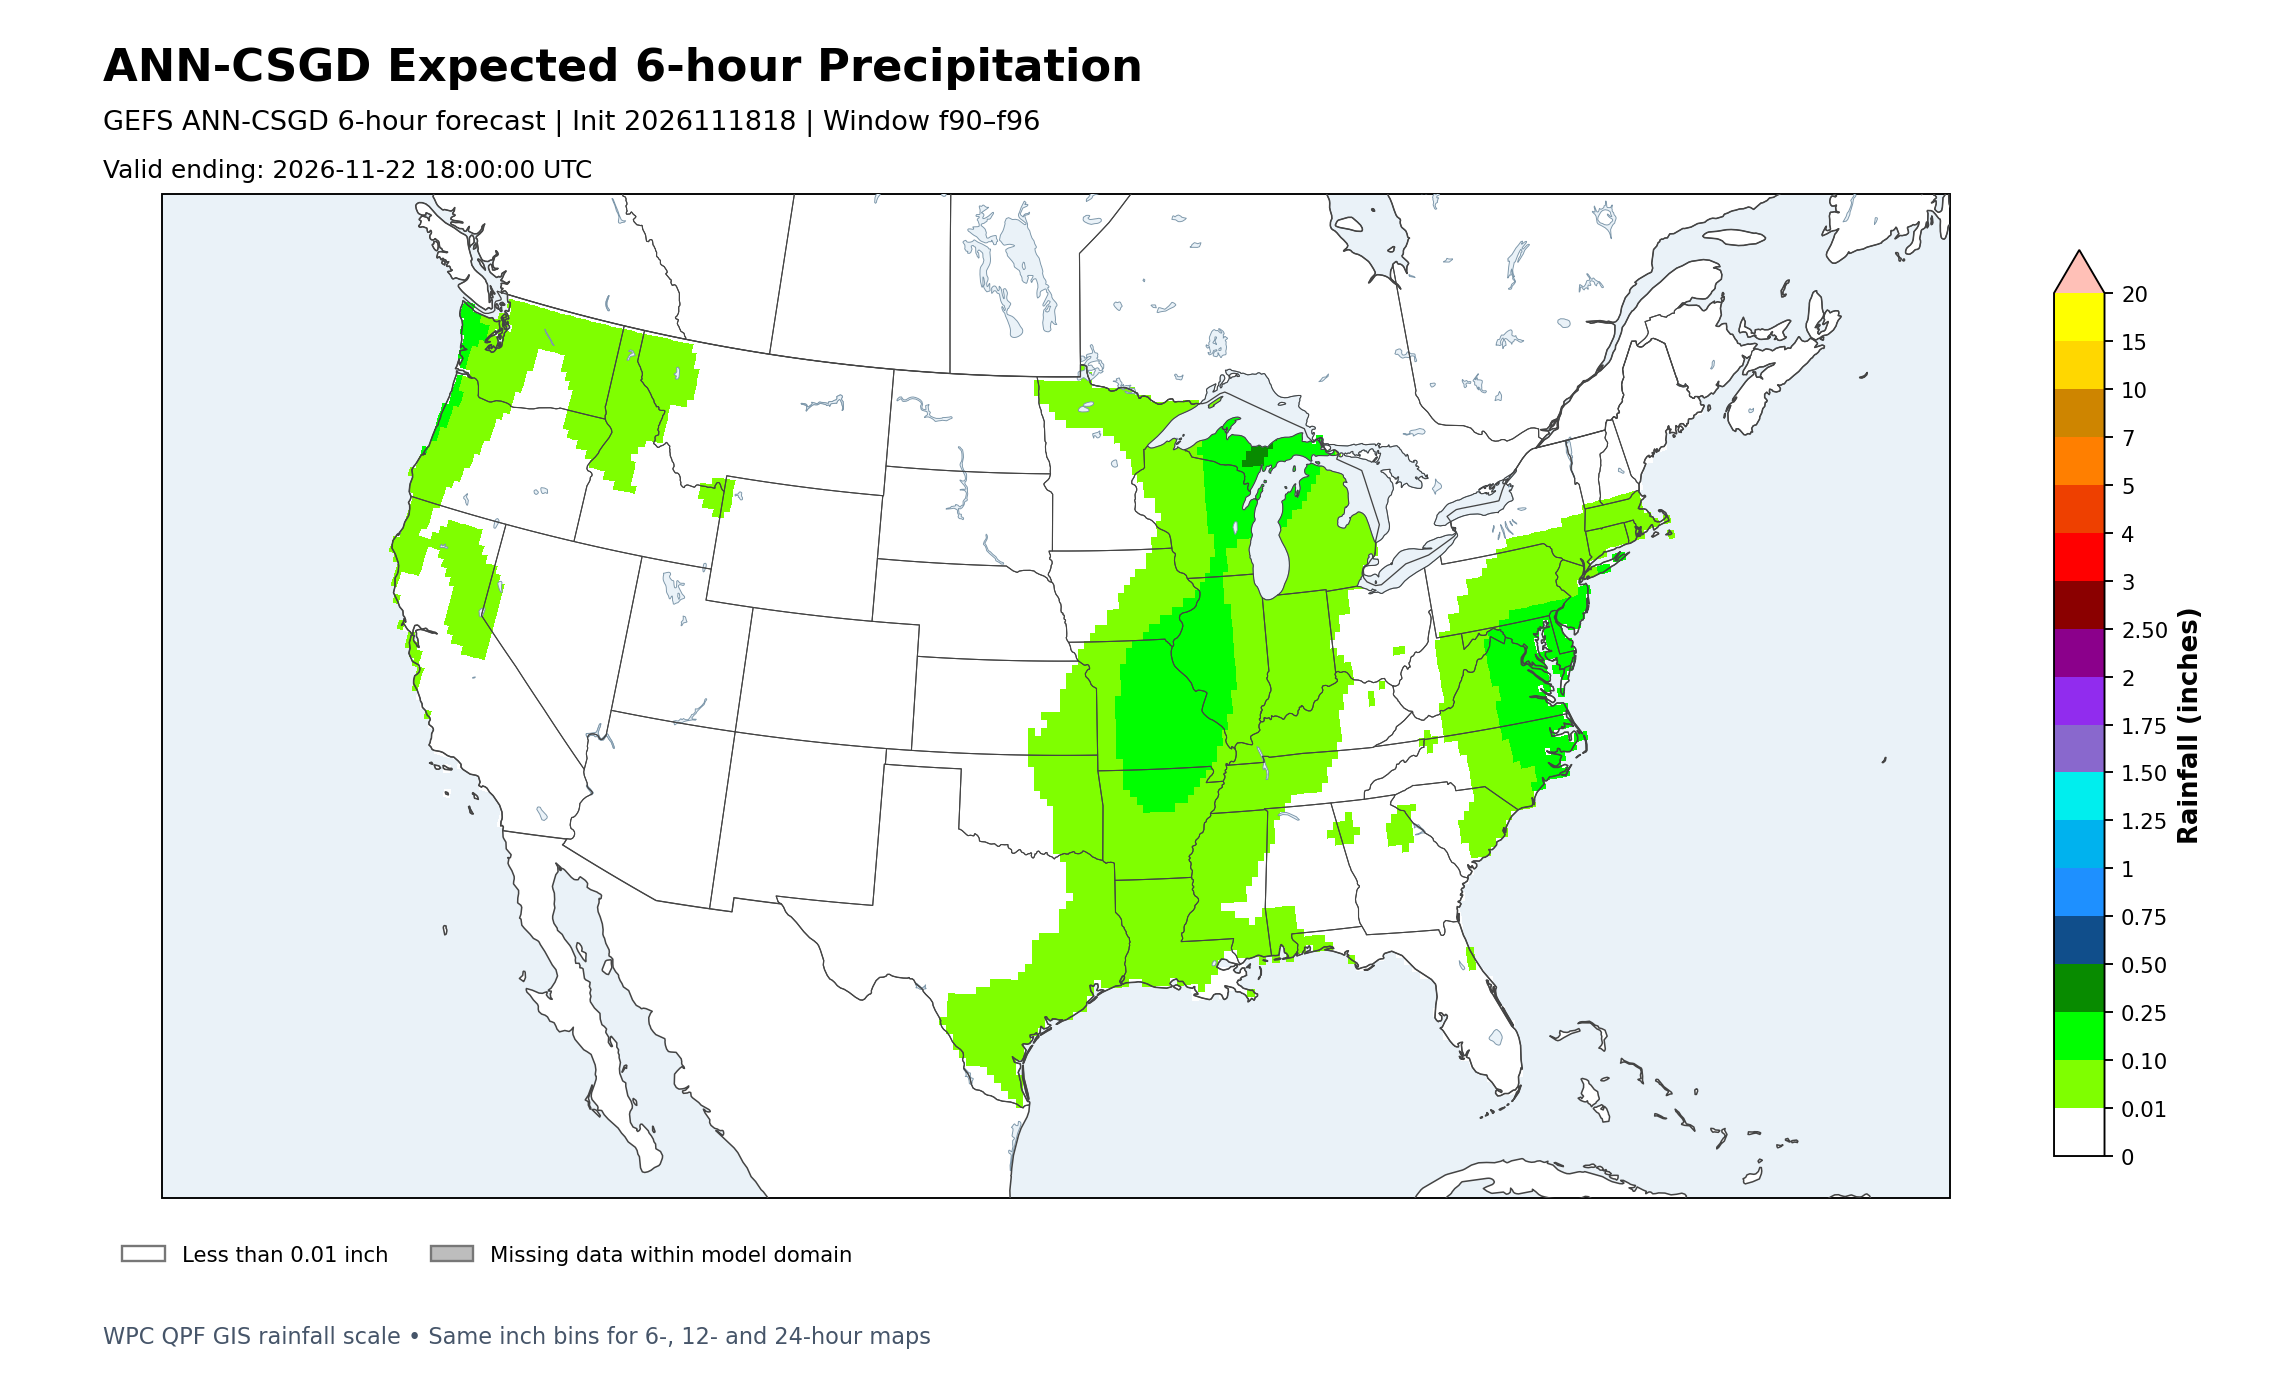 ANN-CSGD Expected 6-hour Precipitation
GEFS ANN-CSGD 6-hour forecast | Init 2026111818 | Window f90–f96
Valid ending: 2026-11-22 18:00:00 UTC
20
15
10
7
5
4
3
2.50
2
1.75
1.50
1.25
1
0.75
0.50
0.25
0.10
0.01
0
Rainfall (inches)
Less than 0.01 inch
Missing data within model domain
WPC QPF GIS rainfall scale • Same inch bins for 6-, 12- and 24-hour maps